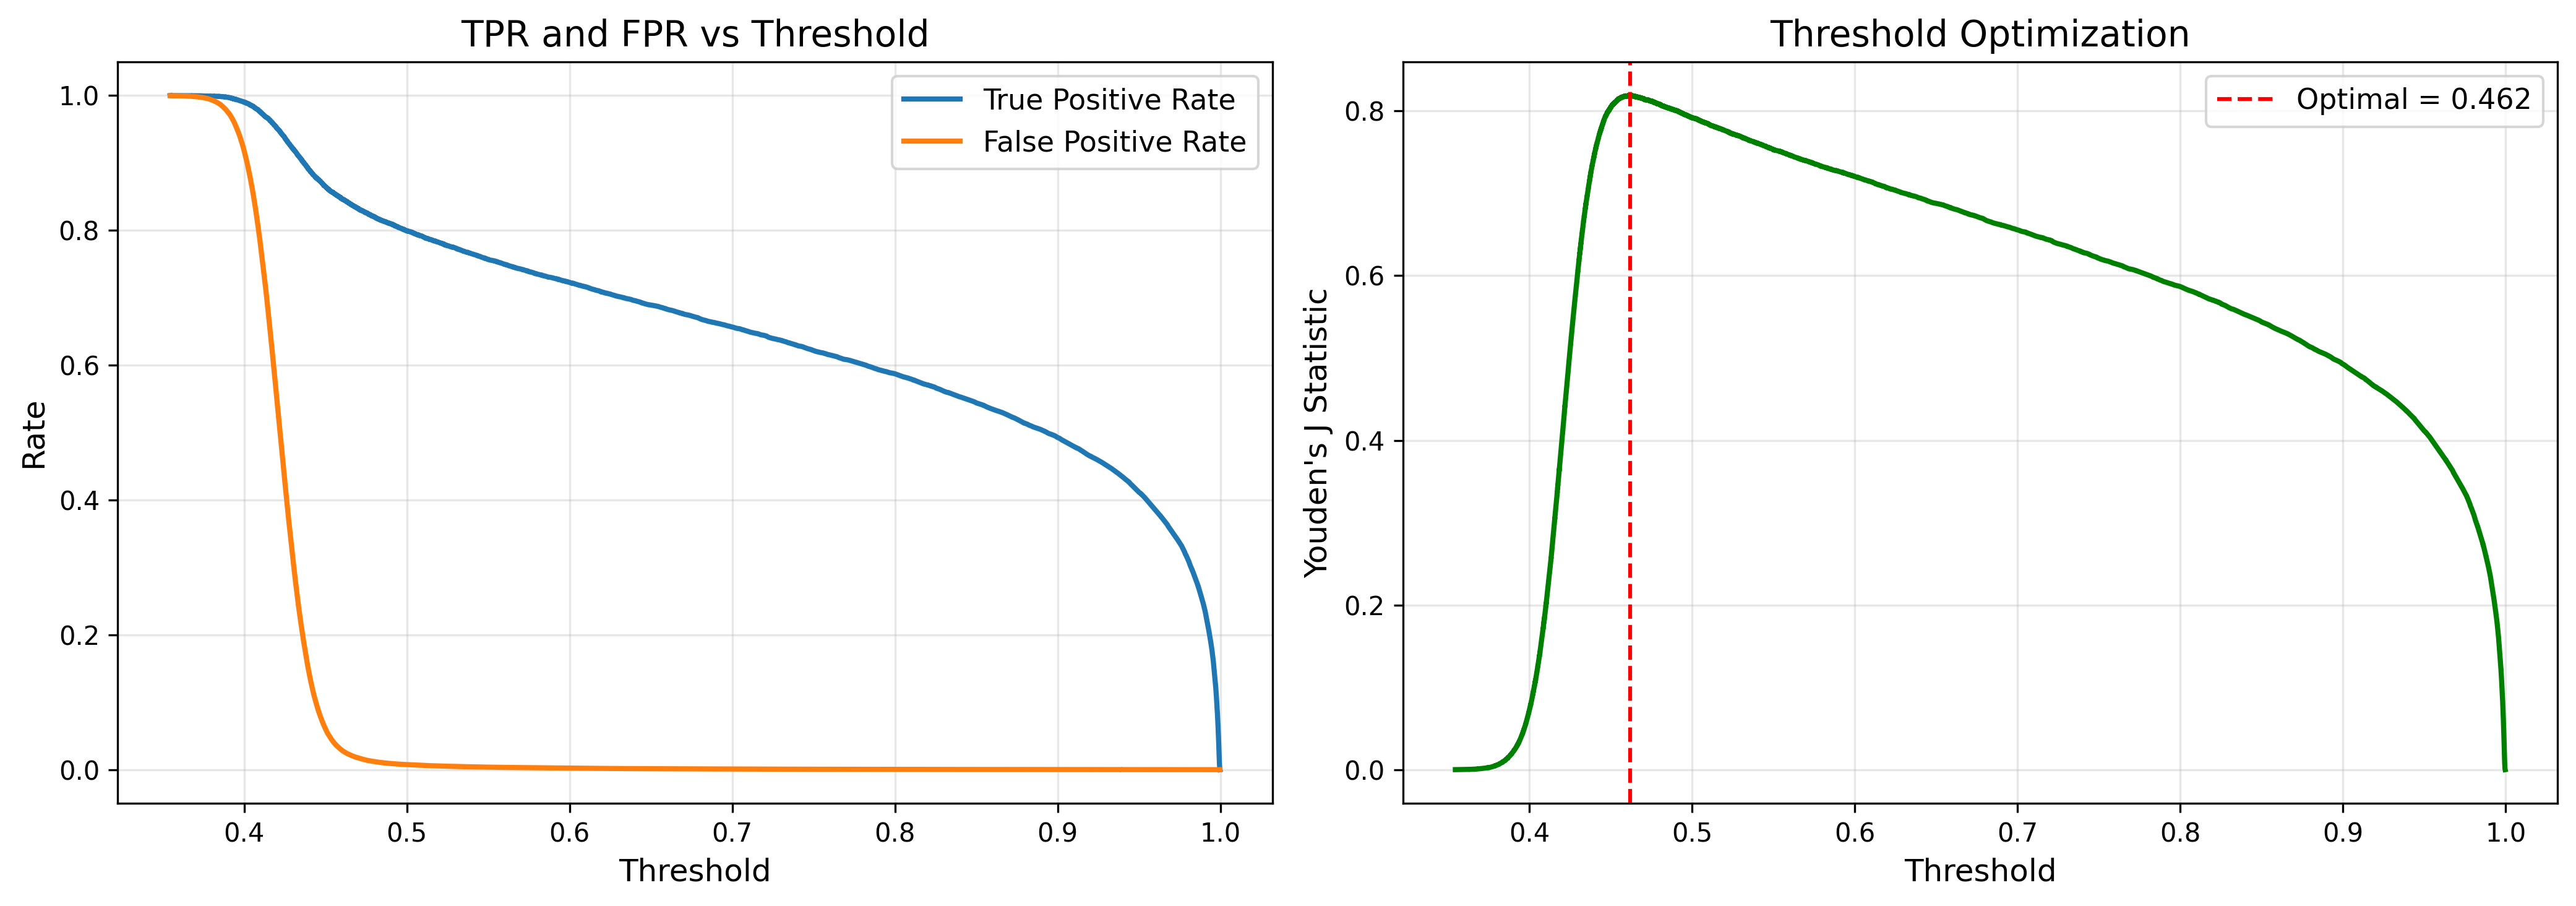 TPR and FPR vs Threshold
True Positive Rate
False Positive Rate
Rate
1.0
0.8
0.6
0.4
0.2
0.0
0.4 0.5 0.6 0.7 0.8 0.9 1.0
Threshold
Threshold Optimization
Optimal = 0.462
Youden's J Statistic
0.8
0.6
0.4
0.2
0.0
0.4 0.5 0.6 0.7 0.8 0.9 1.0
Threshold